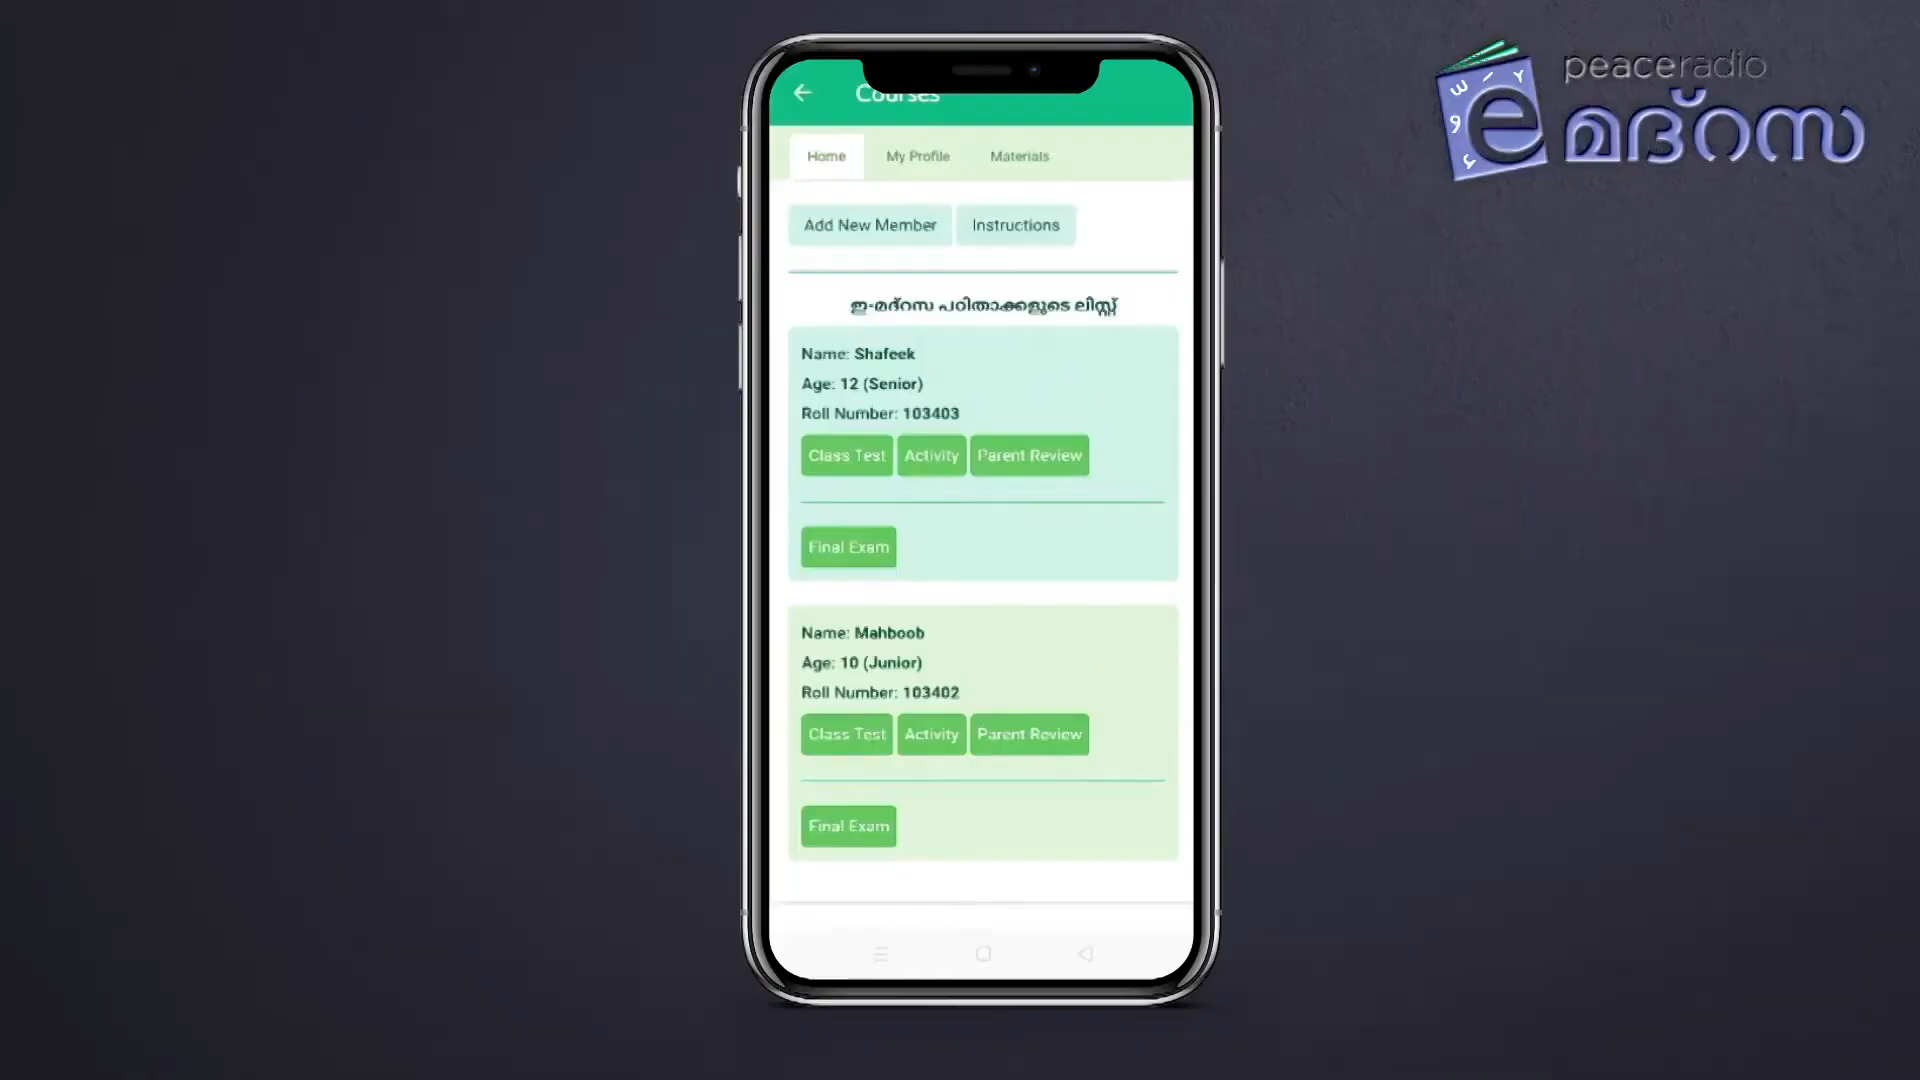 peaceradio
e മദ്റസ
Courses
Home My Profile Materials
Add New Member Instructions
ഇ-മദ്റസ പഠിതാക്കളുടെ ലിസ്റ്റ്
Name: Shafeek
Age: 12 (Senior)
Roll Number: 103403
Class Test Activity Parent Review
Final Exam
Name: Mahboob
Age: 10 (Junior)
Roll Number: 103402
Class Test Activity Parent Review
Final Exam